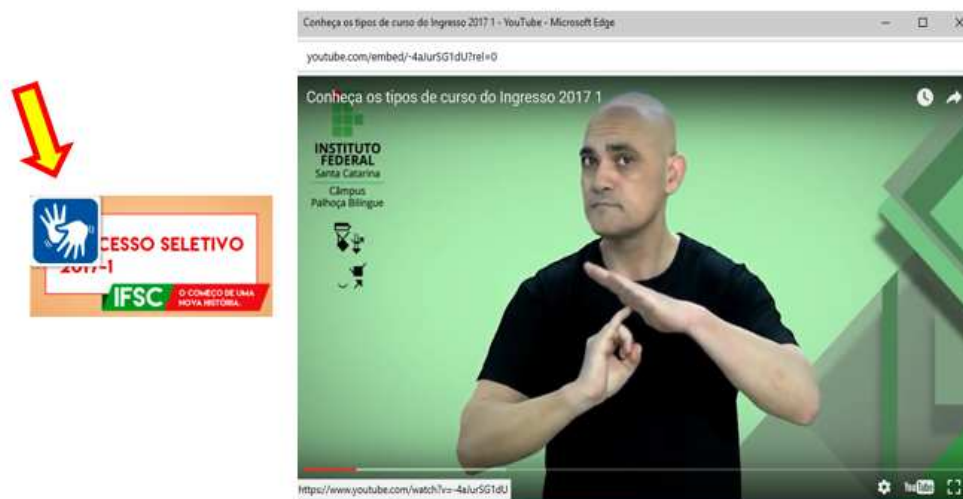 Conheça os tipos de curso do Ingresso 2017 1 - YouTube - Microsoft Edge
youtube.com/embed/-4aJurSG1dU?rel=0
Conheça os tipos de curso do Ingresso 2017 1
INSTITUTO
FEDERAL
Santa Catarina
Câmpus
Palhoça Bilíngue
CESSO SELETIVO
2017-1
IFSC
O COMEÇO DE UMA
NOVA HISTÓRIA.
https://www.youtube.com/watch?v=-4aJurSG1dU
YouTube